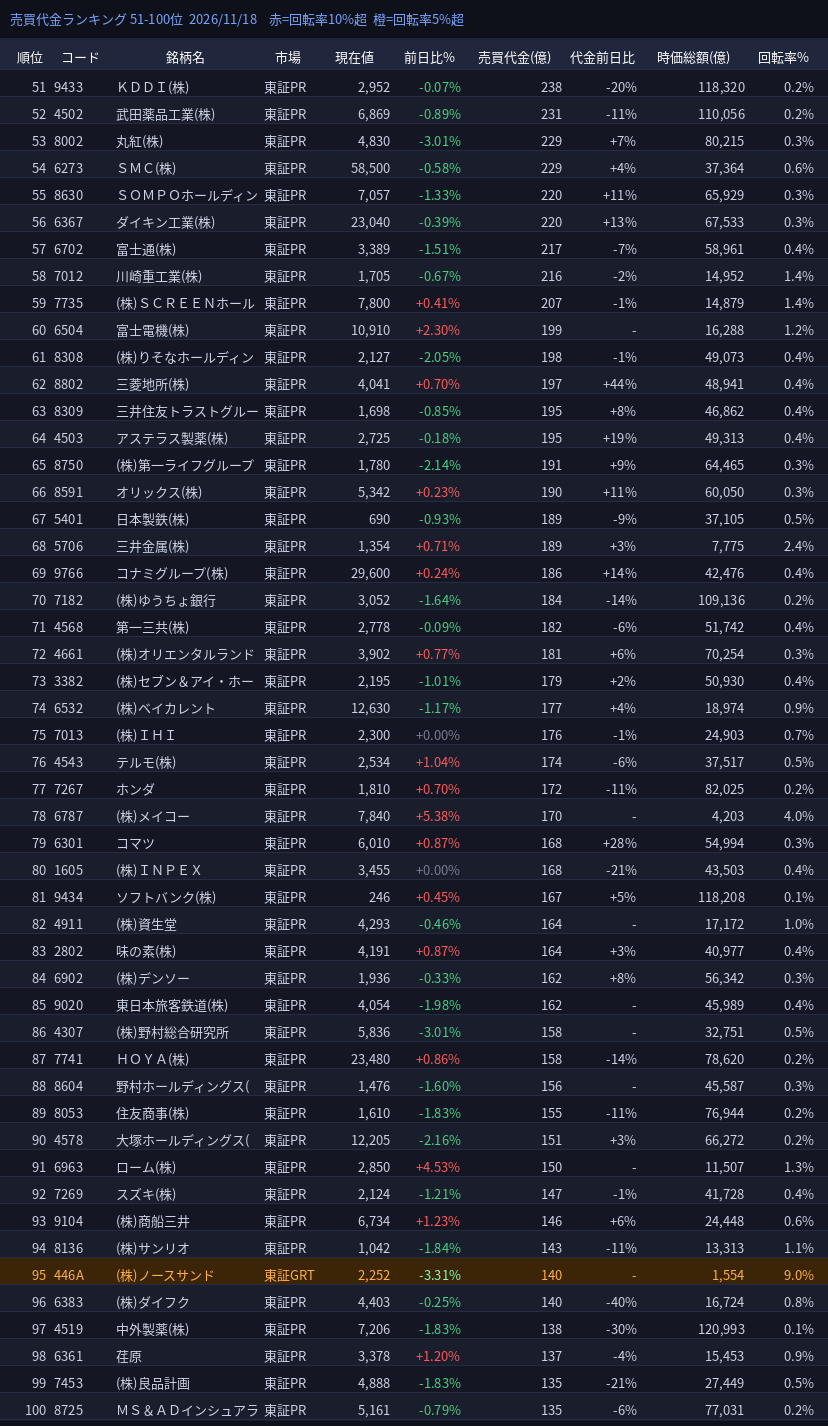 売買代金ランキング 51-100位 2026/11/18 赤=回転率10%超 橙=回転率5%超
順位 コード 銘柄名 市場 現在値 前日比% 売買代金(億) 代金前日比 時価総額(億) 回転率%
51 9433 ＫＤＤＩ(株) 東証PR 2,952 -0.07% 238 -20% 118,320 0.2%
52 4502 武田薬品工業(株) 東証PR 6,869 -0.89% 231 -11% 110,056 0.2%
53 8002 丸紅(株) 東証PR 4,830 -3.01% 229 +7% 80,215 0.3%
54 6273 ＳＭＣ(株) 東証PR 58,500 -0.58% 229 +4% 37,364 0.6%
55 8630 ＳＯＭＰＯホールディン 東証PR 7,057 -1.33% 220 +11% 65,929 0.3%
56 6367 ダイキン工業(株) 東証PR 23,040 -0.39% 220 +13% 67,533 0.3%
57 6702 富士通(株) 東証PR 3,389 -1.51% 217 -7% 58,961 0.4%
58 7012 川崎重工業(株) 東証PR 1,705 -0.67% 216 -2% 14,952 1.4%
59 7735 (株)ＳＣＲＥＥＮホール 東証PR 7,800 +0.41% 207 -1% 14,879 1.4%
60 6504 富士電機(株) 東証PR 10,910 +2.30% 199 - 16,288 1.2%
61 8308 (株)りそなホールディン 東証PR 2,127 -2.05% 198 -1% 49,073 0.4%
62 8802 三菱地所(株) 東証PR 4,041 +0.70% 197 +44% 48,941 0.4%
63 8309 三井住友トラストグルー 東証PR 1,698 -0.85% 195 +8% 46,862 0.4%
64 4503 アステラス製薬(株) 東証PR 2,725 -0.18% 195 +19% 49,313 0.4%
65 8750 (株)第一ライフグループ 東証PR 1,780 -2.14% 191 +9% 64,465 0.3%
66 8591 オリックス(株) 東証PR 5,342 +0.23% 190 +11% 60,050 0.3%
67 5401 日本製鉄(株) 東証PR 690 -0.93% 189 -9% 37,105 0.5%
68 5706 三井金属(株) 東証PR 1,354 +0.71% 189 +3% 7,775 2.4%
69 9766 コナミグループ(株) 東証PR 29,600 +0.24% 186 +14% 42,476 0.4%
70 7182 (株)ゆうちょ銀行 東証PR 3,052 -1.64% 184 -14% 109,136 0.2%
71 4568 第一三共(株) 東証PR 2,778 -0.09% 182 -6% 51,742 0.4%
72 4661 (株)オリエンタルランド 東証PR 3,902 +0.77% 181 +6% 70,254 0.3%
73 3382 (株)セブン＆アイ・ホー 東証PR 2,195 -1.01% 179 +2% 50,930 0.4%
74 6532 (株)ベイカレント 東証PR 12,630 -1.17% 177 +4% 18,974 0.9%
75 7013 (株)ＩＨＩ 東証PR 2,300 +0.00% 176 -1% 24,903 0.7%
76 4543 テルモ(株) 東証PR 2,534 +1.04% 174 -6% 37,517 0.5%
77 7267 ホンダ 東証PR 1,810 +0.70% 172 -11% 82,025 0.2%
78 6787 (株)メイコー 東証PR 7,840 +5.38% 170 - 4,203 4.0%
79 6301 コマツ 東証PR 6,010 +0.87% 168 +28% 54,994 0.3%
80 1605 (株)ＩＮＰＥＸ 東証PR 3,455 +0.00% 168 -21% 43,503 0.4%
81 9434 ソフトバンク(株) 東証PR 246 +0.45% 167 +5% 118,208 0.1%
82 4911 (株)資生堂 東証PR 4,293 -0.46% 164 - 17,172 1.0%
83 2802 味の素(株) 東証PR 4,191 +0.87% 164 +3% 40,977 0.4%
84 6902 (株)デンソー 東証PR 1,936 -0.33% 162 +8% 56,342 0.3%
85 9020 東日本旅客鉄道(株) 東証PR 4,054 -1.98% 162 - 45,989 0.4%
86 4307 (株)野村総合研究所 東証PR 5,836 -3.01% 158 - 32,751 0.5%
87 7741 ＨＯＹＡ(株) 東証PR 23,480 +0.86% 158 -14% 78,620 0.2%
88 8604 野村ホールディングス( 東証PR 1,476 -1.60% 156 - 45,587 0.3%
89 8053 住友商事(株) 東証PR 1,610 -1.83% 155 -11% 76,944 0.2%
90 4578 大塚ホールディングス( 東証PR 12,205 -2.16% 151 +3% 66,272 0.2%
91 6963 ローム(株) 東証PR 2,850 +4.53% 150 - 11,507 1.3%
92 7269 スズキ(株) 東証PR 2,124 -1.21% 147 -1% 41,728 0.4%
93 9104 (株)商船三井 東証PR 6,734 +1.23% 146 +6% 24,448 0.6%
94 8136 (株)サンリオ 東証PR 1,042 -1.84% 143 -11% 13,313 1.1%
95 446A (株)ノースサンド 東証GRT 2,252 -3.31% 140 - 1,554 9.0%
96 6383 (株)ダイフク 東証PR 4,403 -0.25% 140 -40% 16,724 0.8%
97 4519 中外製薬(株) 東証PR 7,206 -1.83% 138 -30% 120,993 0.1%
98 6361 荏原 東証PR 3,378 +1.20% 137 -4% 15,453 0.9%
99 7453 (株)良品計画 東証PR 4,888 -1.83% 135 -21% 27,449 0.5%
100 8725 ＭＳ＆ＡＤインシュアラ 東証PR 5,161 -0.79% 135 -6% 77,031 0.2%